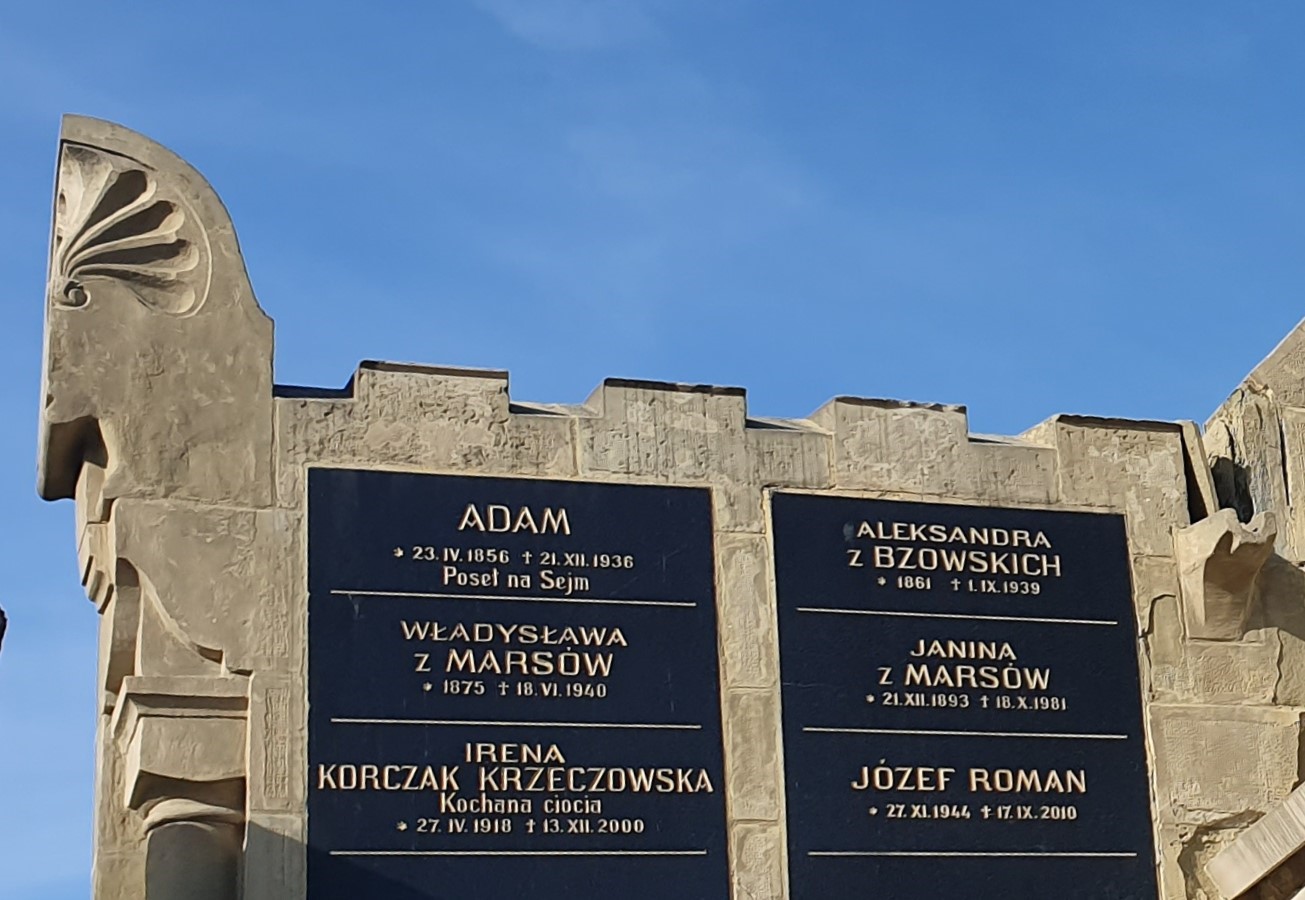 ADAM
* 23. IV. 1856 † 21. XII. 1936
Poseł na Sejm
WŁADYSŁAWA
z MARSÓW
* 1875 † 18. VI. 1940
IRENA
KORCZAK KRZECZOWSKA
Kochana ciocia
* 27. IV. 1918 † 13. XII. 2000
ALEKSANDRA
z BZOWSKICH
* 1861 † 1. IX. 1939
JANINA
z MARSÓW
* 21. XII. 1893 † 18. X. 1981
JÓZEF ROMAN
* 27. XI. 1944 † 17. IX. 2010